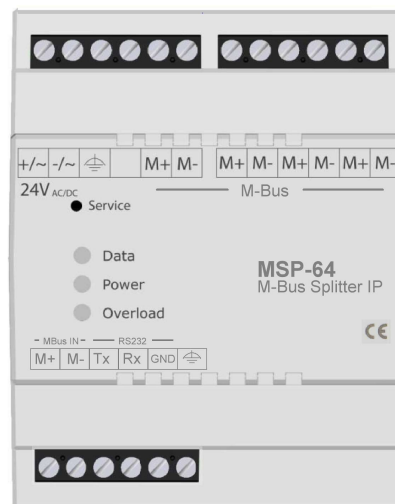 +/~ -/~ M+ M- M+ M- M+ M- M+ M-
24V AC/DC M-Bus
Service
Data
Power
Overload
MSP-64
M-Bus Splitter IP
CE
- MBus IN - RS232
M+ M- Tx Rx GND